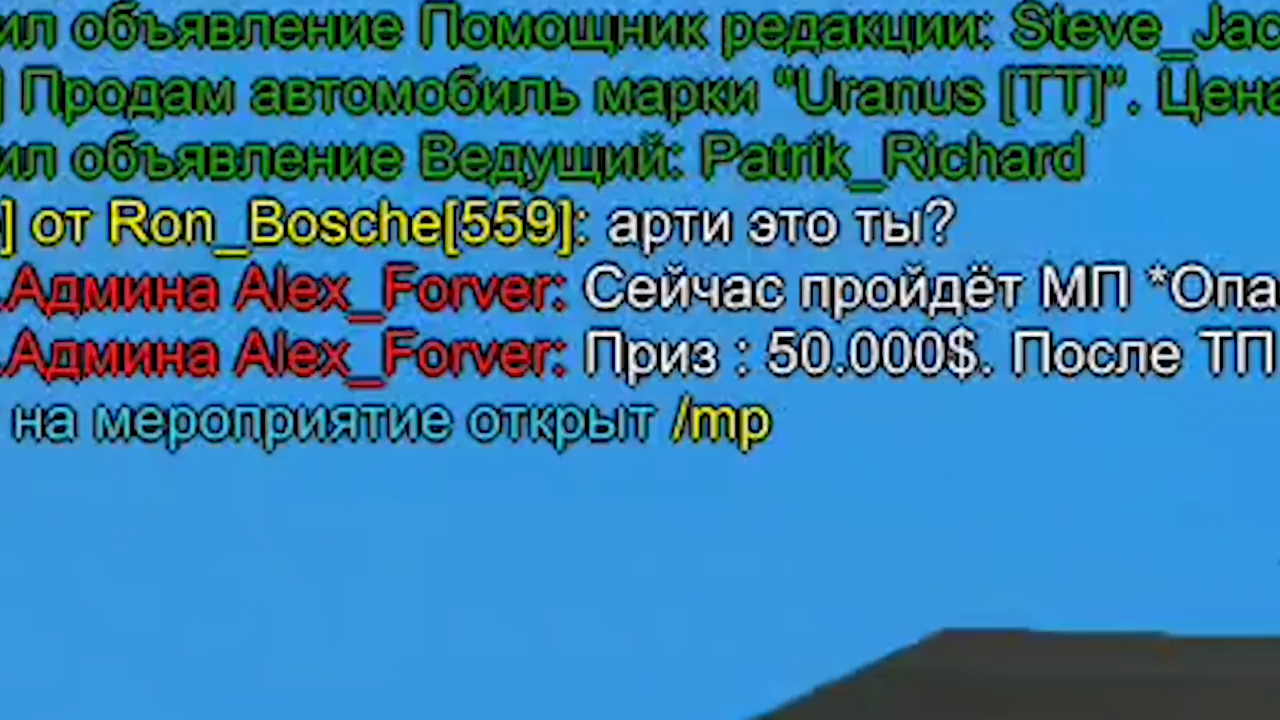 ил объявление Помощник редакции: Steve_Jac
] Продам автомобиль марки "Uranus [TT]". Цена
ил объявление Ведущий: Patrik_Richard
] от Ron_Bosche[559]: арти это ты?
.Админа Alex_Forver: Сейчас пройдёт МП *Опа
.Админа Alex_Forver: Приз : 50.000$. После ТП
на мероприятие открыт /mp